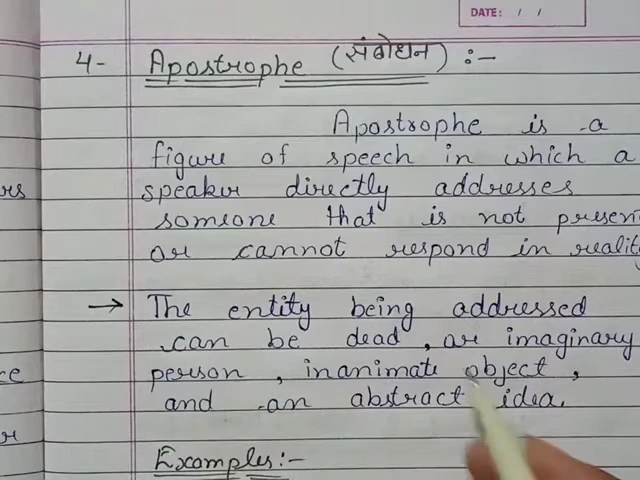 DATE: / /
4- Apostrophe (संबोधन) :-
Apostrophe is a
figure of speech in which a
speaker directly addresses
someone that is not present
or cannot respond in reality
→ The entity being addressed
can be dead, or imaginary
person, inanimate object,
and an abstract idea.
Examples:-